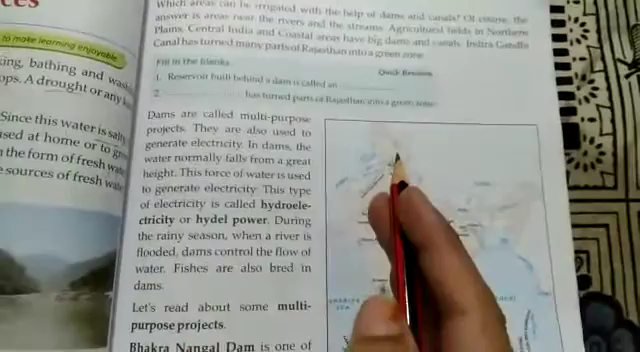 ces
to make learning enjoyable
king, bathing and was
ops. A drought or any
Since this water is salty
used at home or to
the form of fresh
sources of fresh
Which areas can be irrigated with the help of dams and canals? Of course, the
answer is areas near the rivers and the streams. Agricultural fields in Northern
Plains, Central India and Coastal areas have big dams and canals. Indira Gandhi
Canal has turned many parts of Rajasthan into a green zone.
Fill in the blanks.
Quick Revision
1. Reservoir built behind a dam is called an
2. has turned parts of Rajasthan into a green zone.
Dams are called multi-purpose
projects. They are also used to
generate electricity. In dams, the
water normally falls from a great
height. This force of water is used
to generate electricity. This type
of electricity is called hydroele-
ctricity or hydel power. During
the rainy season, when a river is
flooded, dams control the flow of
water. Fishes are also bred in
dams.
Let's read about some multi-
purpose projects.
Bhakra Nangal Dam is one of